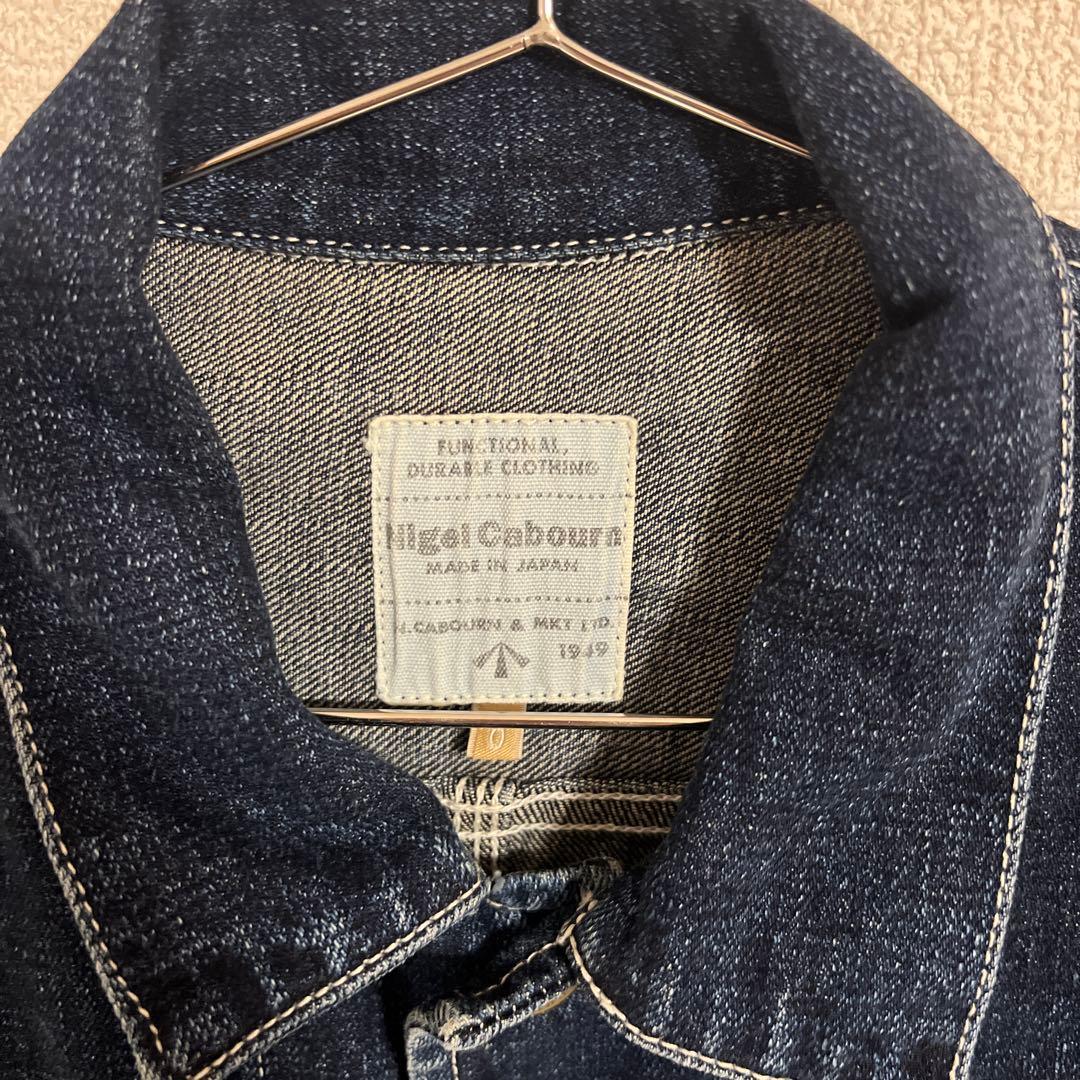 FUNCTIONAL,
DURABLE CLOTHING
Nigel Cabourn
MADE IN JAPAN
N.CABOURN & MKT LTD.
1949